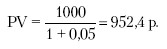 PV = 1000 / (1 + 0,05) = 952,4 р.